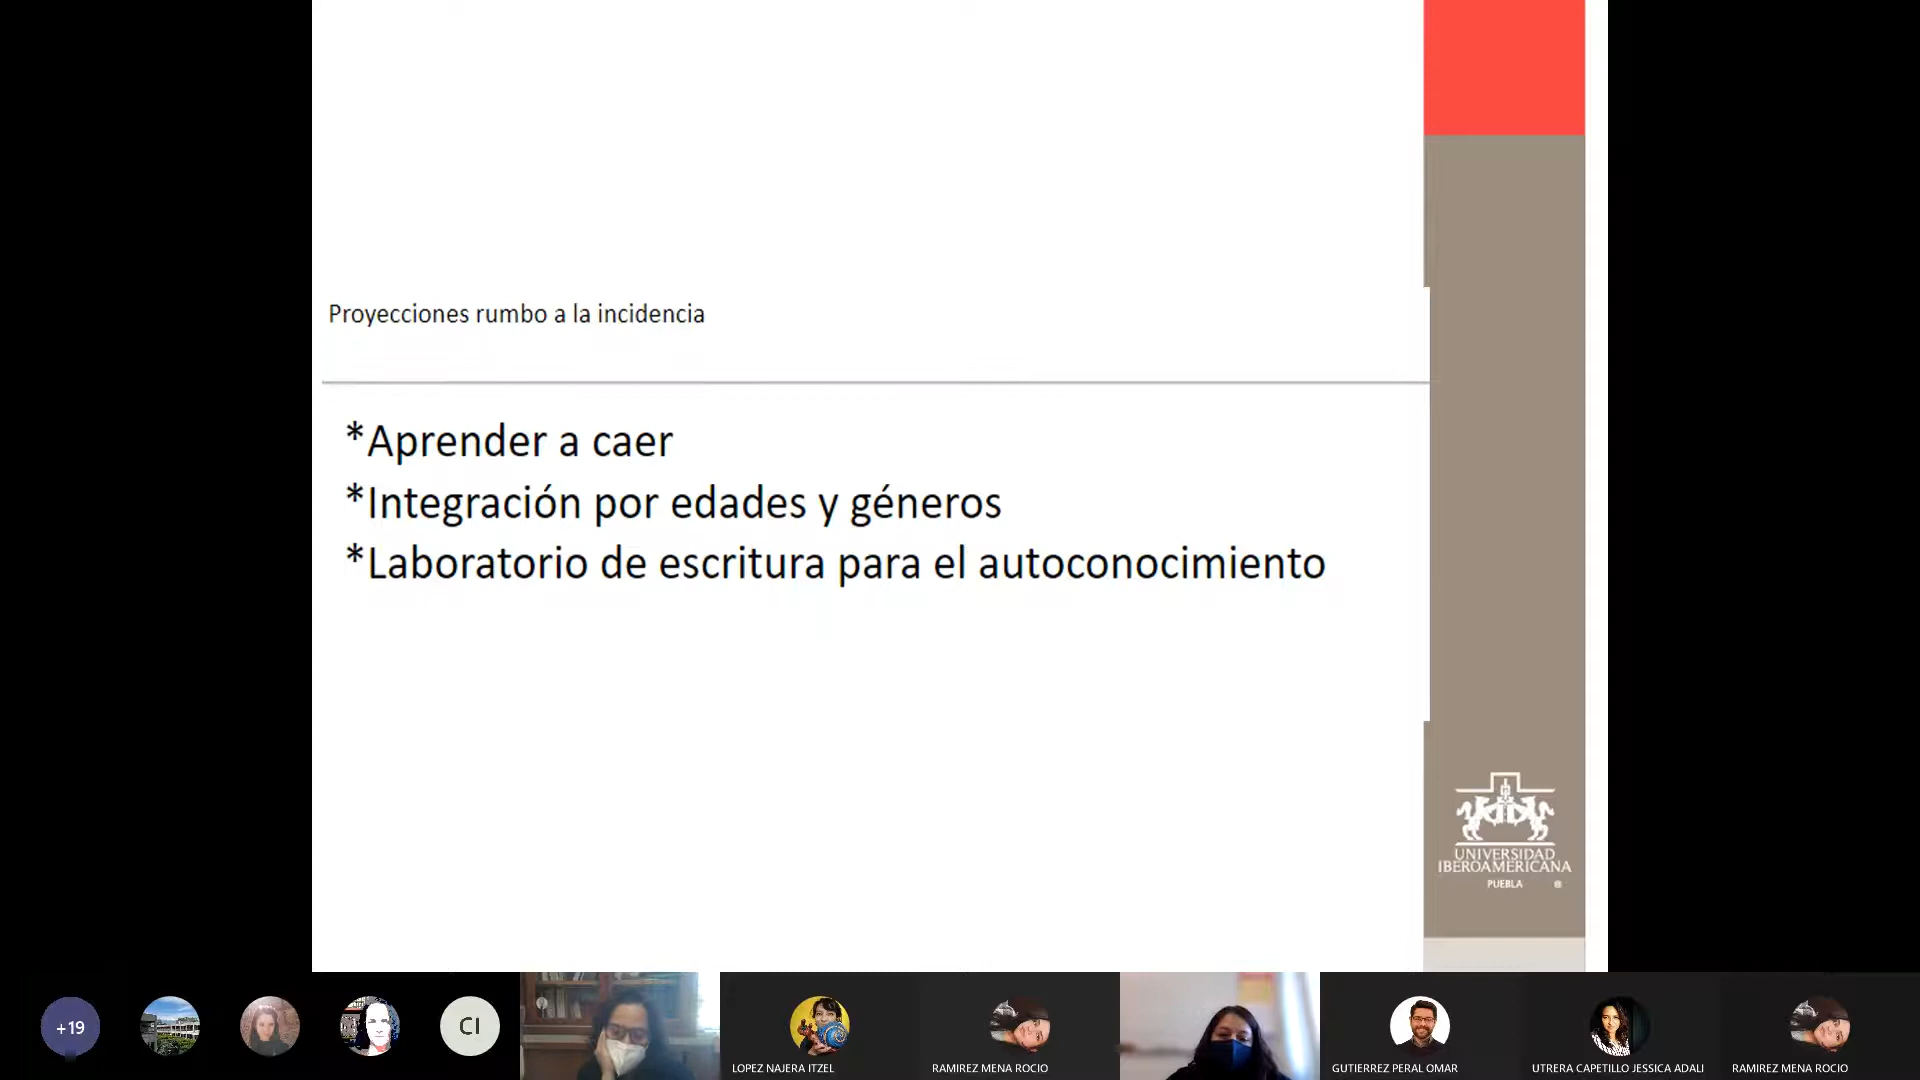 Proyecciones rumbo a la incidencia
*Aprender a caer
*Integración por edades y géneros
*Laboratorio de escritura para el autoconocimiento
UNIVERSIDAD
IBEROAMERICANA
PUEBLA ®
+19
CI
LOPEZ NAJERA ITZEL
RAMIREZ MENA ROCIO
GUTIERREZ PERAL OMAR
UTRERA CAPETILLO JESSICA ADALI
RAMIREZ MENA ROCIO